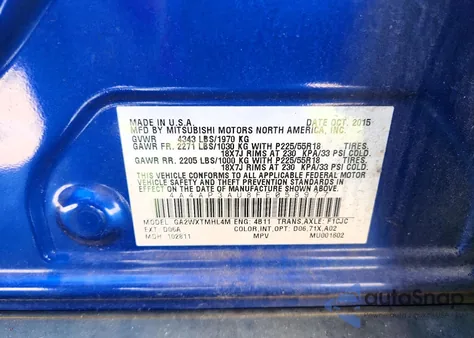 MADE IN U.S.A. DATE OCT. 2015
MFD BY MITSUBISHI MOTORS NORTH AMERICA, INC.
GVWR 4343 LBS/1970 KG
GAWR FR. 2271 LBS/1030 KG WITH P225/55R18 TIRES,
18X7J RIMS AT 230 KPA/33 PSI COLD.
GAWR RR. 2205 LBS/1000 KG WITH P225/55R18 TIRES,
18X7J RIMS AT 230 KPA/33 PSI COLD.
THIS VEHICLE CONFORMS TO ALL APPLICABLE FEDERAL MOTOR
VEHICLE SAFETY AND THEFT PREVENTION STANDARDS IN EFFECT
ON THE DATE OF MANUFACTURE SHOWN ABOVE.
MODEL: GA2WXTMHL4M ENG: 4B11 TRANS,AXLE: F1CJC
EXT: D06A COLOR,INT,OPT: D06,71X,A02
MDH: 102811 MPV MU001602
autoSnap